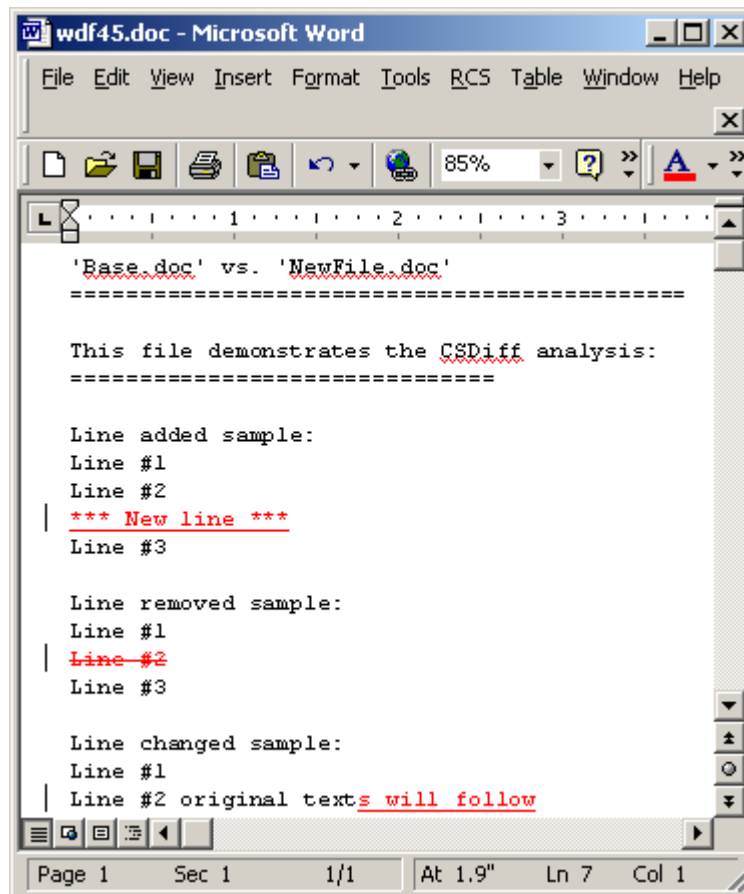 wdf45.doc - Microsoft Word
File Edit View Insert Format Tools RCS Table Window Help
85%
A
1 2 3
'Base.doc' vs. 'NewFile.doc'
============================================
This file demonstrates the CSDiff analysis:
==============================
Line added sample:
Line #1
Line #2
*** New line ***
Line #3
Line removed sample:
Line #1
Line #2
Line #3
Line changed sample:
Line #1
Line #2 original texts will follow
Page 1 Sec 1 1/1 At 1.9" Ln 7 Col 1